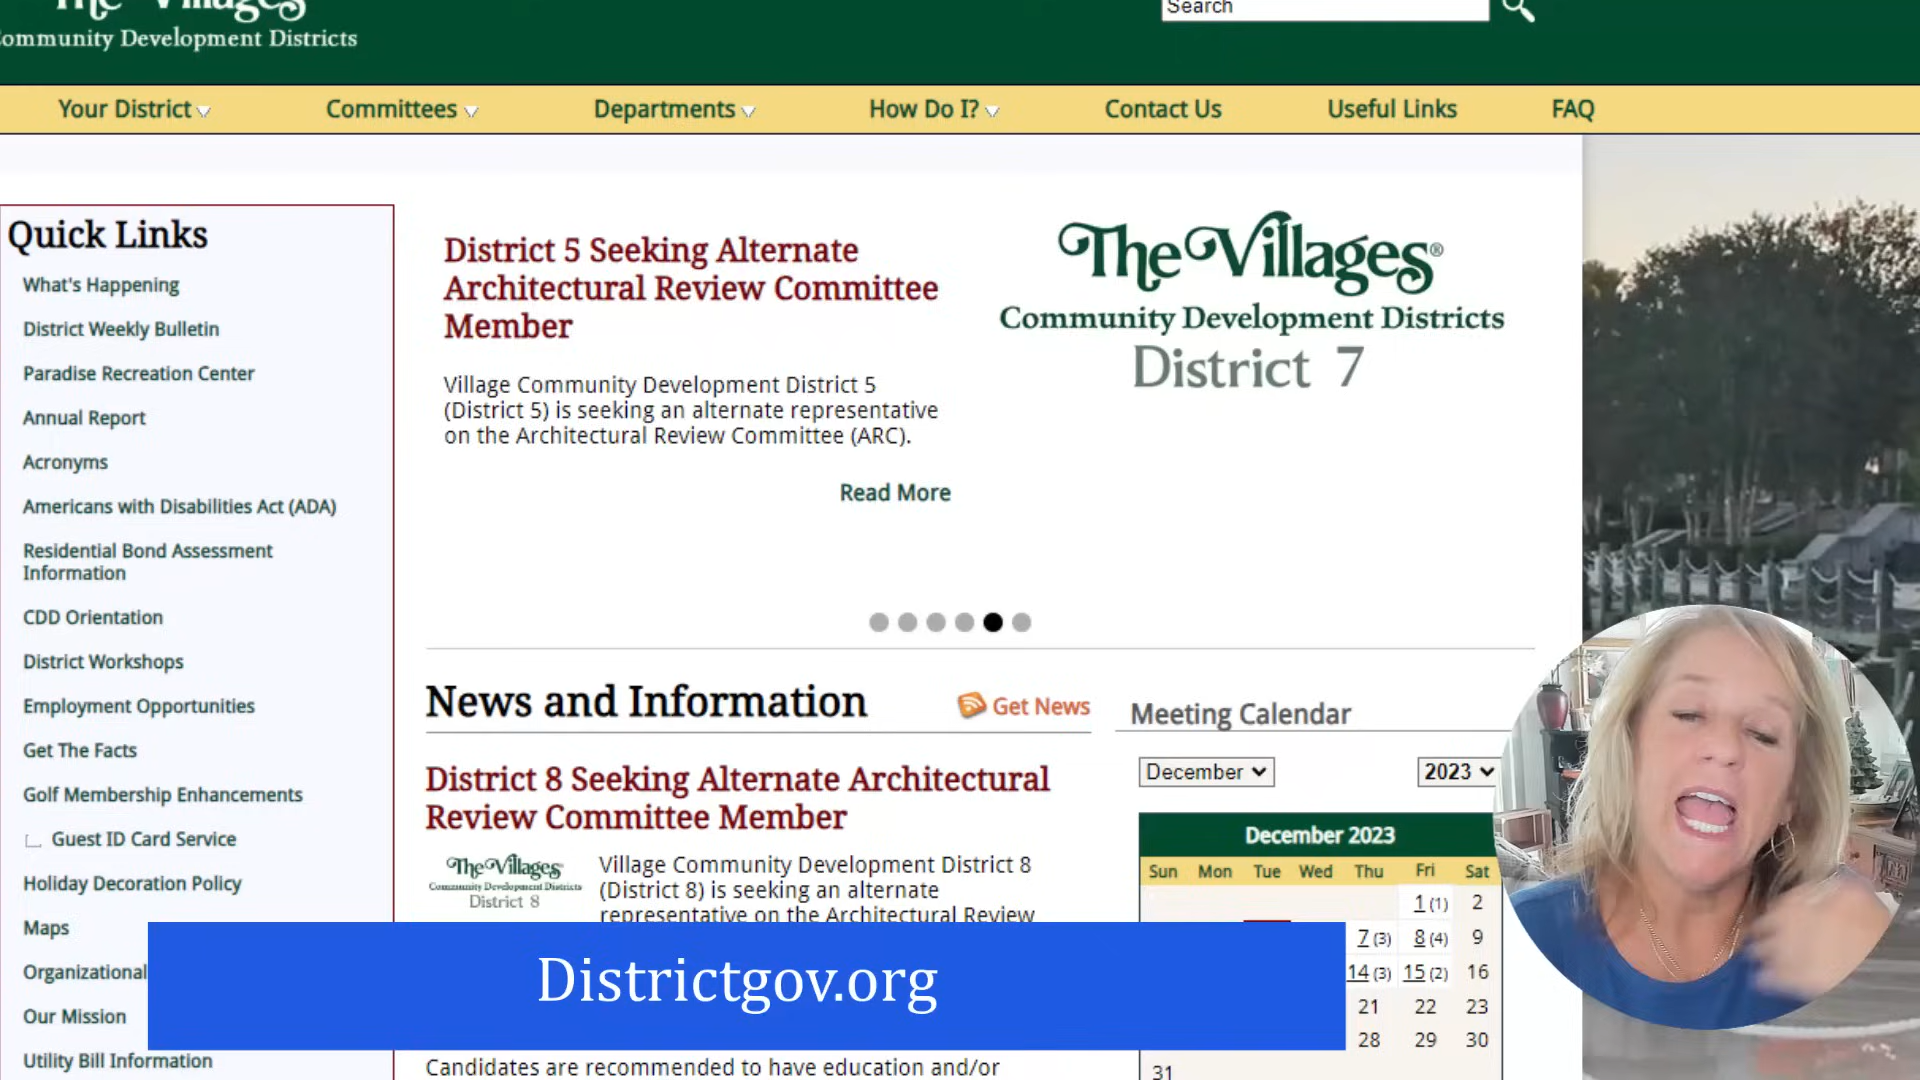 The Villages
Community Development Districts
Search
Your District
Committees
Departments
How Do I?
Contact Us
Useful Links
FAQ
Quick Links
What's Happening
District Weekly Bulletin
Paradise Recreation Center
Annual Report
Acronyms
Americans with Disabilities Act (ADA)
Residential Bond Assessment
Information
CDD Orientation
District Workshops
Employment Opportunities
Get The Facts
Golf Membership Enhancements
Guest ID Card Service
Holiday Decoration Policy
Maps
Organizational
Our Mission
Utility Bill Information
District 5 Seeking Alternate
Architectural Review Committee
Member
Village Community Development District 5
(District 5) is seeking an alternate representative
on the Architectural Review Committee (ARC).
Read More
The Villages®
Community Development Districts
District 7
News and Information
Get News
District 8 Seeking Alternate Architectural
Review Committee Member
The Villages
Community Development Districts
District 8
Village Community Development District 8
(District 8) is seeking an alternate
representative on the Architectural Review
Candidates are recommended to have education and/or
Meeting Calendar
December
2023
December 2023
Sun Mon Tue Wed Thu Fri Sat
1 (1) 2
7 (3) 8 (4) 9
14 (3) 15 (2) 16
21 22 23
28 29 30
31
Districtgov.org